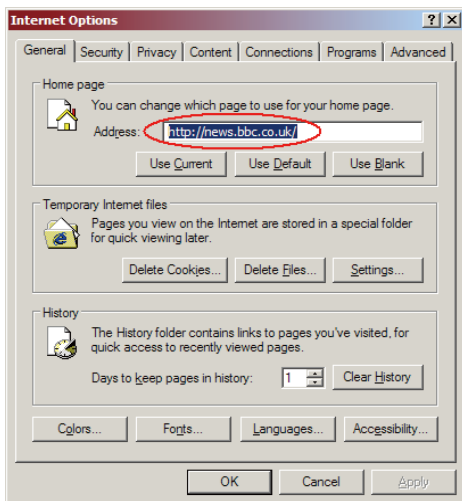 Internet Options
General Security Privacy Content Connections Programs Advanced
Home page
You can change which page to use for your home page.
Address: http://news.bbc.co.uk/
Use Current Use Default Use Blank
Temporary Internet files
Pages you view on the Internet are stored in a special folder
for quick viewing later.
Delete Cookies... Delete Files... Settings...
History
The History folder contains links to pages you've visited, for
quick access to recently viewed pages.
Days to keep pages in history: 1 Clear History
Colors... Fonts... Languages... Accessibility...
OK Cancel Apply